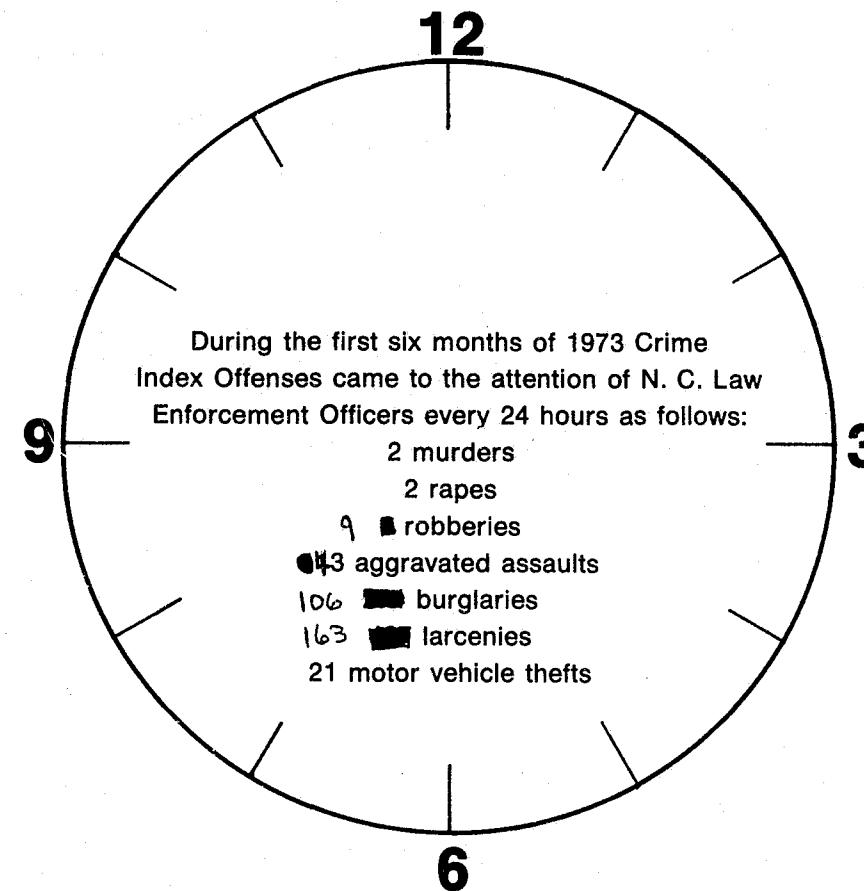 12
During the first six months of 1973 Crime
Index Offenses came to the attention of N. C. Law
Enforcement Officers every 24 hours as follows:
9
3
2 murders
2 rapes
9 robberies
43 aggravated assaults
106 burglaries
163 larcenies
21 motor vehicle thefts
6